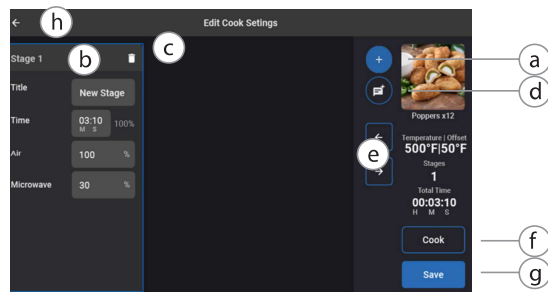 h
Edit Cook Setings
c
a
Stage 1
b
d
Title
New Stage
Poppers x12
Time
03:10
M S
100%
e
Temperature | Offset
500°F|50°F
Air
100
%
Stages
1
Microwave
30
%
Total Time
00:03:10
H M S
Cook
f
Save
g